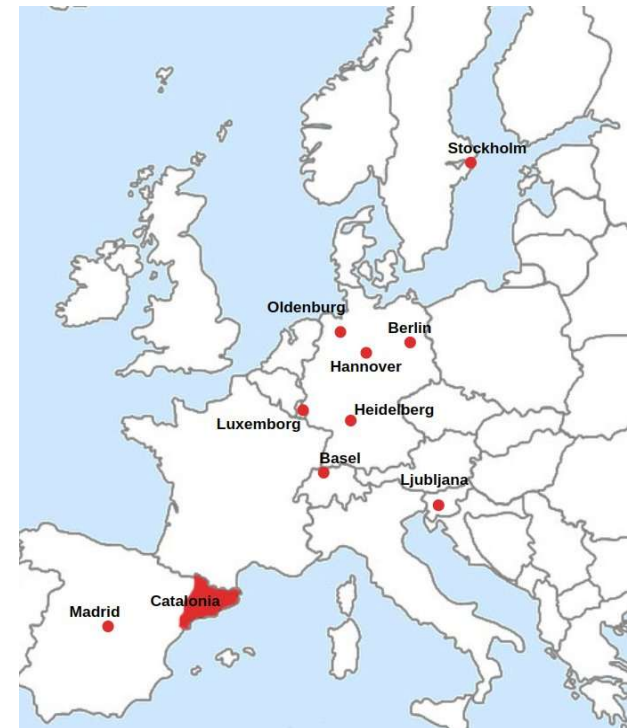 Stockholm
Oldenburg
Berlin
Hannover
Heidelberg
Luxemborg
Basel
Ljubljana
Catalonia
Madrid